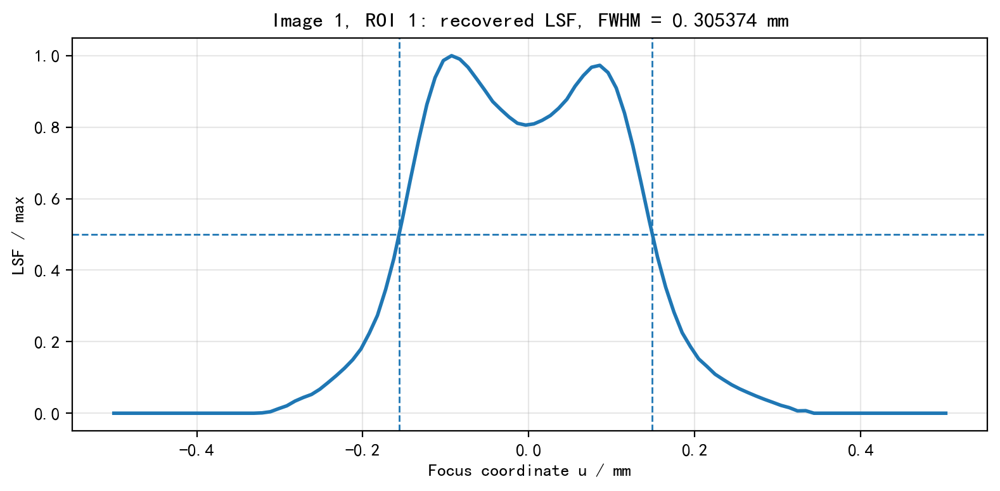 Image 1, ROI 1: recovered LSF, FWHM = 0.305374 mm
1.0
0.8
0.6
0.4
0.2
0.0
LSF / max
-0.4 -0.2 0.0 0.2 0.4
Focus coordinate u / mm